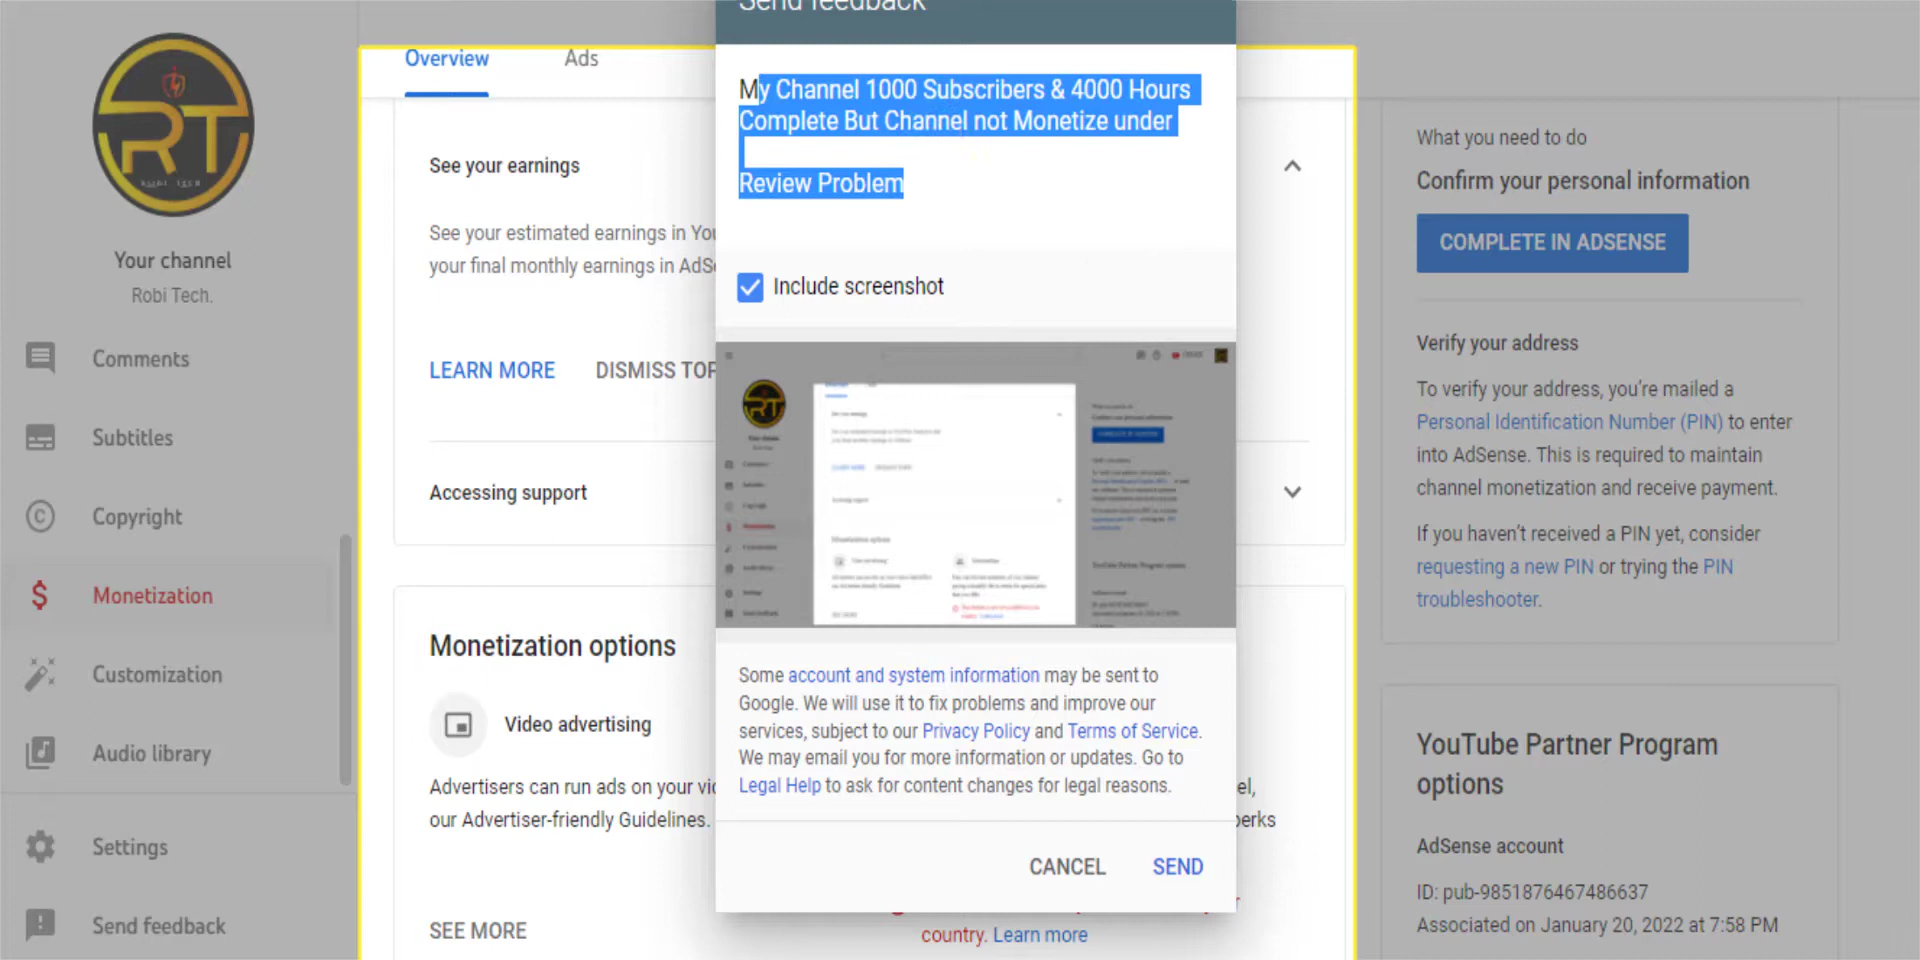 Send feedback
RT
ROBI TECH
Your channel
Robi Tech.
Comments
Subtitles
Copyright
Monetization
Customization
Audio library
Settings
Send feedback
Overview
Ads
See your earnings
See your estimated earnings in You
your final monthly earnings in AdS
LEARN MORE
DISMISS TOP
Accessing support
Monetization options
Video advertising
Advertisers can run ads on your vi
our Advertiser-friendly Guidelines.
SEE MORE
My Channel 1000 Subscribers & 4000 Hours
Complete But Channel not Monetize under
Review Problem
Include screenshot
Some account and system information may be sent to
Google. We will use it to fix problems and improve our
services, subject to our Privacy Policy and Terms of Service.
We may email you for more information or updates. Go to
Legal Help to ask for content changes for legal reasons.
CANCEL
SEND
el,
perks
country. Learn more
What you need to do
Confirm your personal information
COMPLETE IN ADSENSE
Verify your address
To verify your address, you’re mailed a
Personal Identification Number (PIN) to enter
into AdSense. This is required to maintain
channel monetization and receive payment.
If you haven’t received a PIN yet, consider
requesting a new PIN or trying the PIN
troubleshooter.
YouTube Partner Program
options
AdSense account
ID: pub-9851876467486637
Associated on January 20, 2022 at 7:58 PM